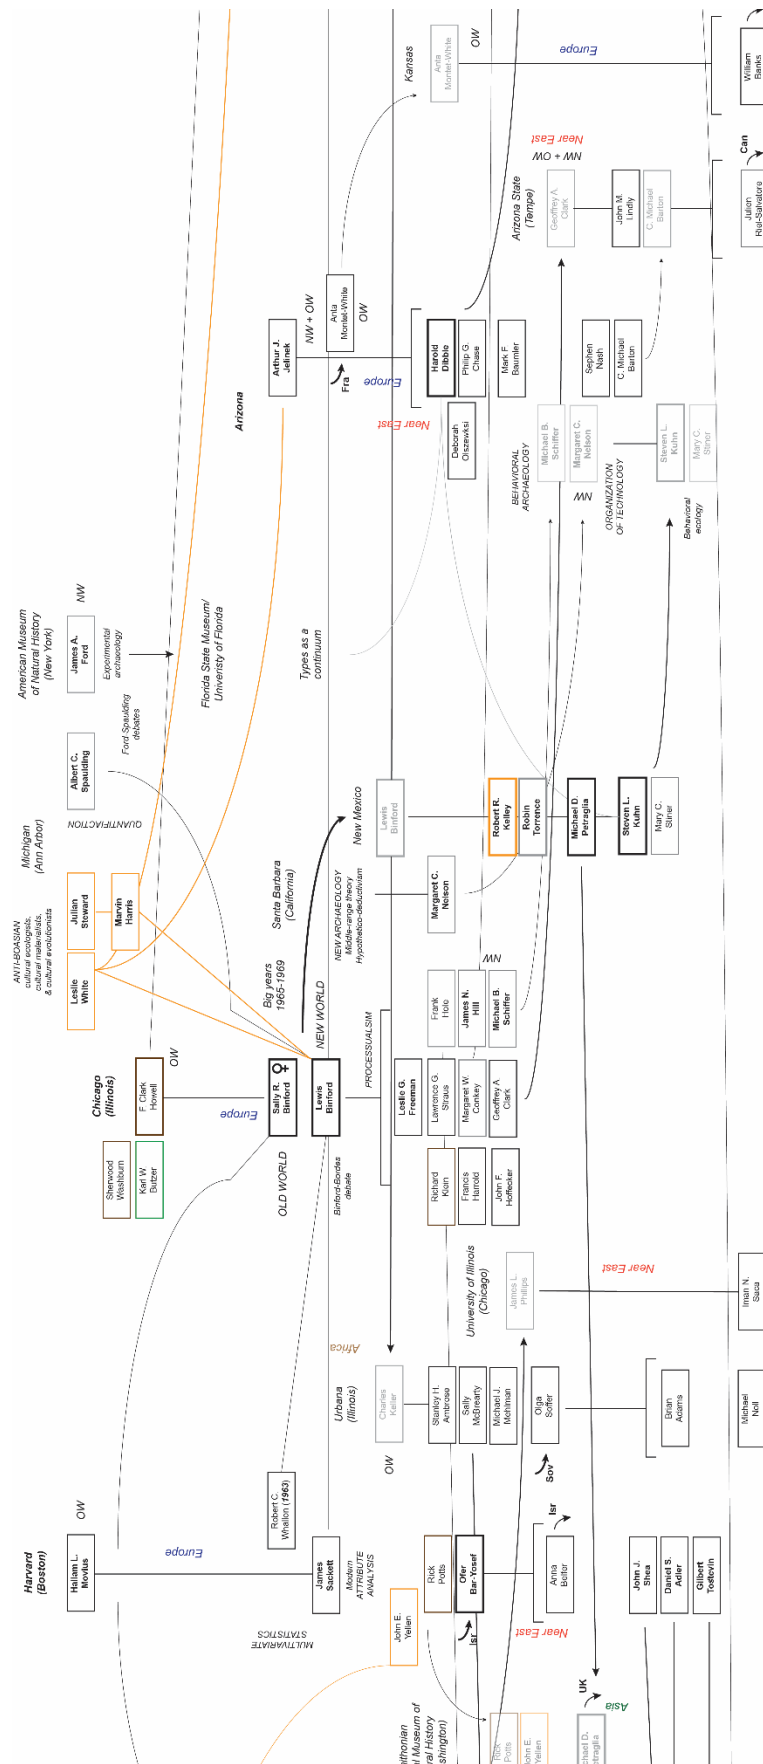 Harvard
(Boston)
Hallam L.
Movius
OW
Europe
James
Sackett
Modern
ATTRIBUTE
ANALYSIS
MULTIVARIATE
STATISTICS
Robert C.
Whallon (1963)
John E.
Yellen
Rick
Potts
Ofer
Bar-Yosef
Isr
Near East
Anna
Belfer
Isr
John J.
Shea
Daniel S.
Adler
Gilbert
Tostevin
Rick
Potts
John E.
Yellen
UK
Asia
Urbana
(Illinois)
Africa
Charles
Keller
OW
Stanley H.
Ambrose
Sally
McBrearty
Michael J.
Mehlman
Olga
Soffer
Sov
Brian
Adams
Michael
Neil
University of Illinois
(Chicago)
James L.
Phillips
Near East
Iman N.
Saca
Chicago
(Illinois)
Sherwood
Washburn
Karl W.
Butzer
F. Clark
Howell
OW
Europe
Sally R.
Binford
OLD WORLD
Lewis
Binford
NEW WORLD
Big years
1965-1969
Binford-Bordes
debate
PROCESSUALSIM
Leslie G.
Freeman
Richard
Klein
Lawrence G.
Straus
Frank
Hole
Francis
Harrold
Margaret W.
Conkey
James N.
Hill
John F.
Hoffecker
Geoffrey A.
Clark
Michael B.
Schiffer
NW
Santa Barbara
(California)
NEW ARCHAEOLOGY
Middle-range theory
Hypothetico-deductivism
Margaret C.
Nelson
New Mexico
Lewis
Binford
Robert R.
Kelley
Robin
Torrence
Michael D.
Petraglia
Steven L.
Kuhn
Mary C.
Stiner
ANTI-BOASIAN
cultural ecologists,
cultural materialists,
& cultural evolutionists
Leslie
White
Julian
Steward
Marvin
Harris
Michigan
(Ann Arbor)
QUANTIFIACTION
Albert C.
Spaulding
Ford-Spaulding
debates
American Museum
of Natural History
(New York)
James A.
Ford
NW
Experimental
archaeology
Florida State Museum/
Univeristy of Florida
Types as a
continuum
Arizona
Arthur J.
Jelinek
NW + OW
Anta
Montet-White
OW
Fra
Europe
Near East
Harold
Dibble
Philip G.
Chase
Mark F.
Baumler
Deborah
Olszewksi
Sephen
Nash
C. Michael
Barton
BEHAVIORAL
ARCHAEOLOGY
Michael B.
Schiffer
Margaret C.
Nelson
NW
ORGANIZATION
OF TECHNOLOGY
Steven L.
Kuhn
Mary C.
Stiner
Behavioral
ecology
Arizona State
(Tempe)
NW + OW
Near East
Geoffrey A.
Clark
John M.
Lindly
C. Michael
Barton
Julien
Riel-Salvatore
Can
Kansas
Anta
Montet-White
OW
Europe
William
Banks